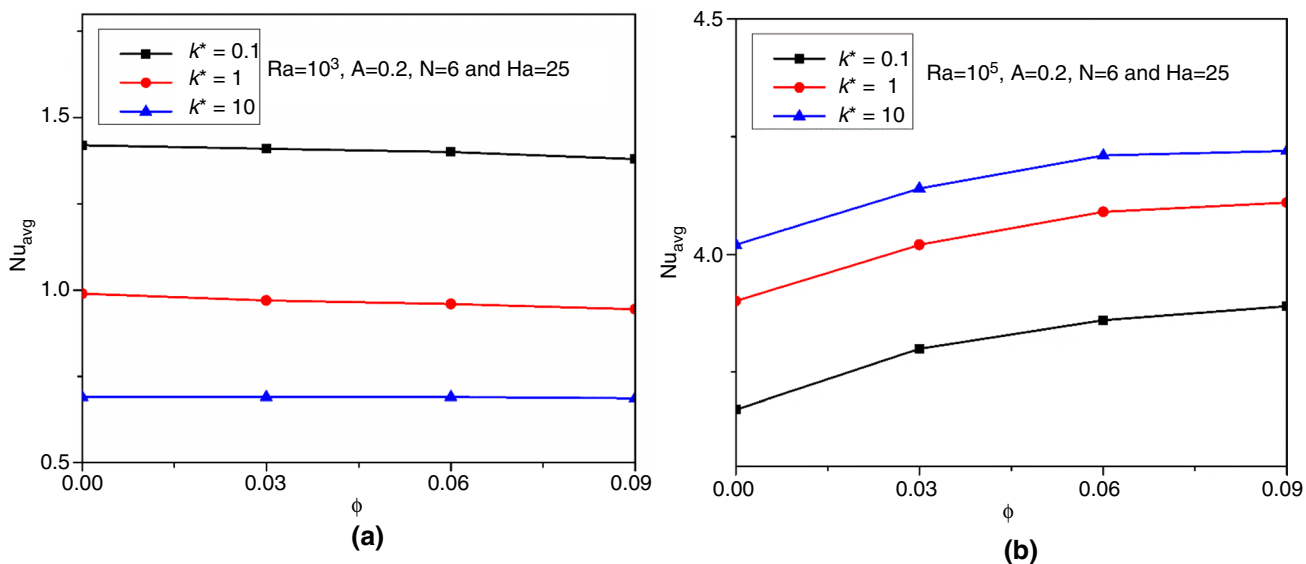 k* = 0.1
k* = 1
k* = 10
Ra=10³, A=0.2, N=6 and Ha=25
1.5
1.0
0.5
Nu_avg
0.00 0.03 0.06 0.09
ϕ
(a)
k* = 0.1
k* = 1
k* = 10
Ra=10⁵, A=0.2, N=6 and Ha=25
4.5
4.0
Nu_avg
0.00 0.03 0.06 0.09
ϕ
(b)